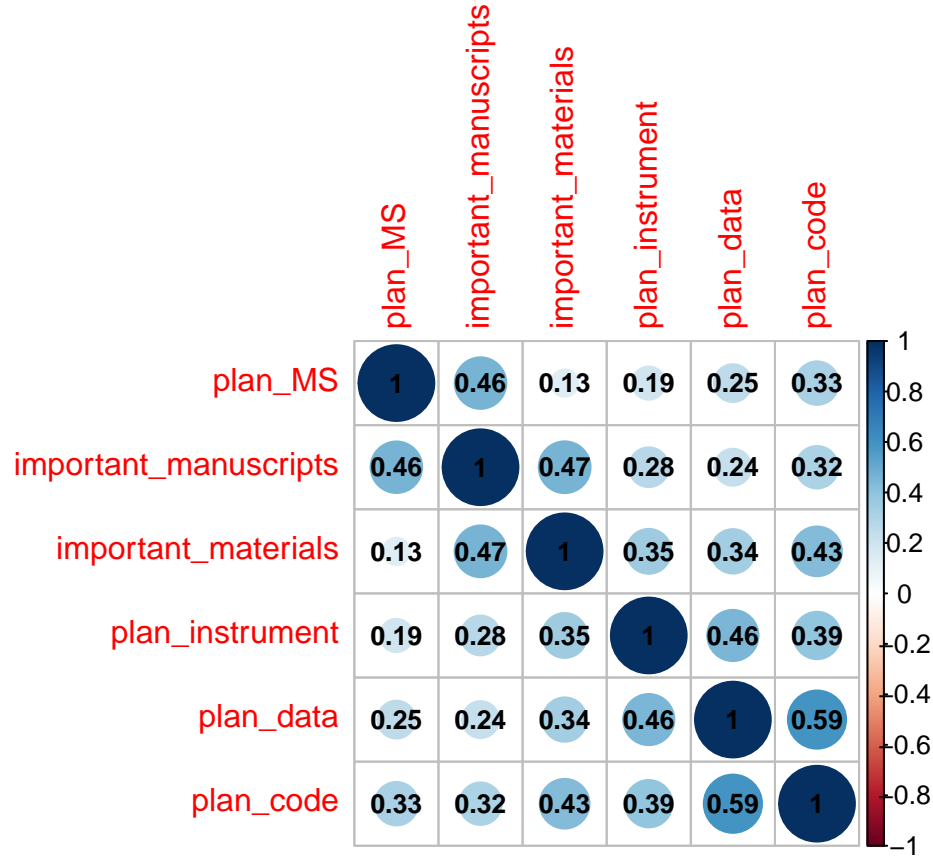 plan_MS
important_manuscripts
important_materials
plan_instrument
plan_data
plan_code
plan_MS 1 0.46 0.13 0.19 0.25 0.33
important_manuscripts 0.46 1 0.47 0.28 0.24 0.32
important_materials 0.13 0.47 1 0.35 0.34 0.43
plan_instrument 0.19 0.28 0.35 1 0.46 0.39
plan_data 0.25 0.24 0.34 0.46 1 0.59
plan_code 0.33 0.32 0.43 0.39 0.59 1
1
0.8
0.6
0.4
0.2
0
−0.2
−0.4
−0.6
−0.8
−1